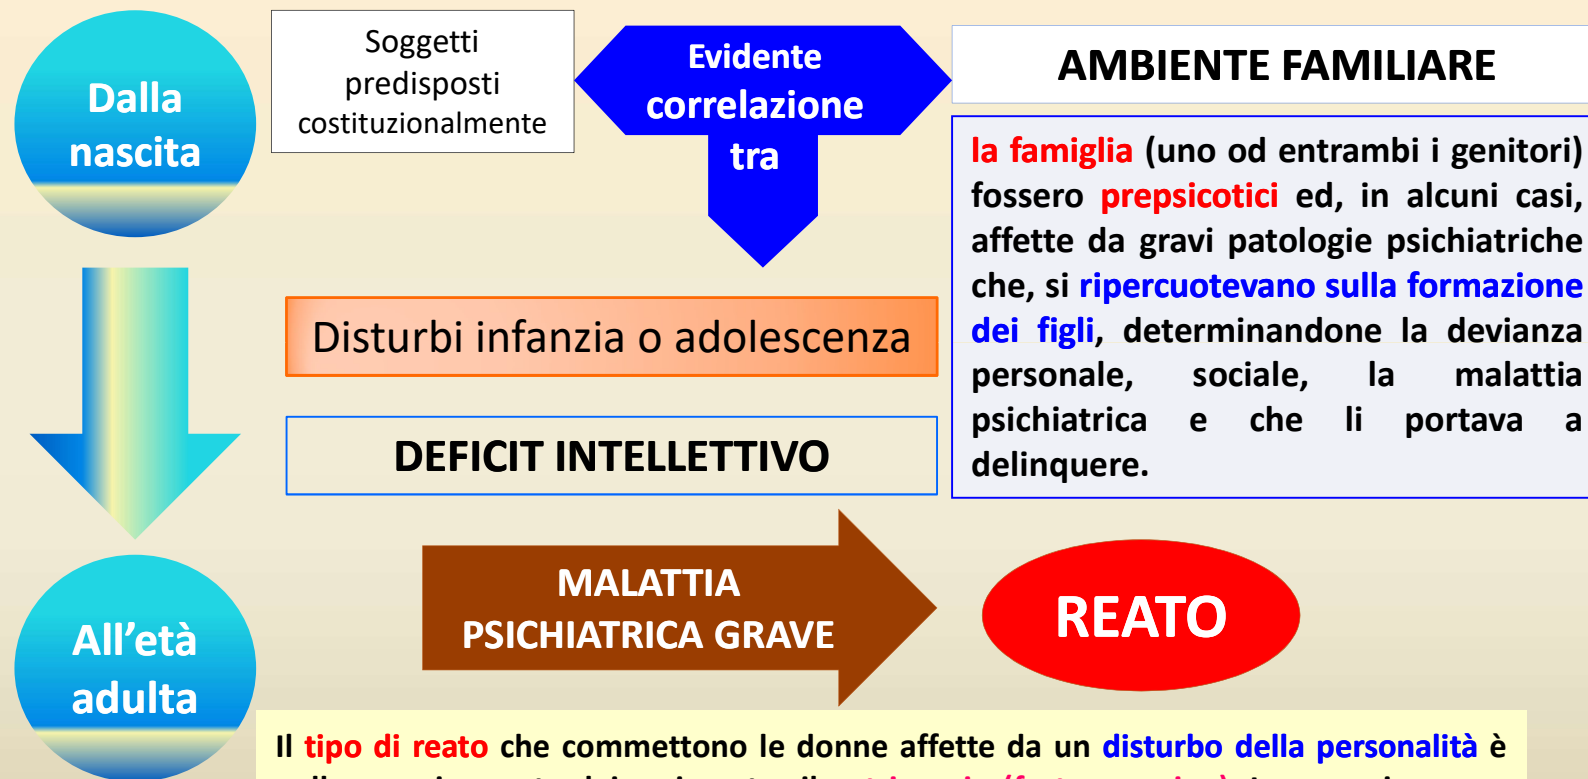 Dalla
nascita
Soggetti
predisposti
costituzionalmente
Evidente
correlazione
tra
AMBIENTE FAMILIARE
la famiglia (uno od entrambi i genitori)
fossero prepsicotici ed, in alcuni casi,
affette da gravi patologie psichiatriche
che, si ripercuotevano sulla formazione
dei figli, determinandone la devianza
personale, sociale, la malattia
psichiatrica e che li portava a
delinquere.
Disturbi infanzia o adolescenza
DEFICIT INTELLETTIVO
MALATTIA
PSICHIATRICA GRAVE
REATO
All’età
adulta
Il tipo di reato che commettono le donne affette da un disturbo della personalità è